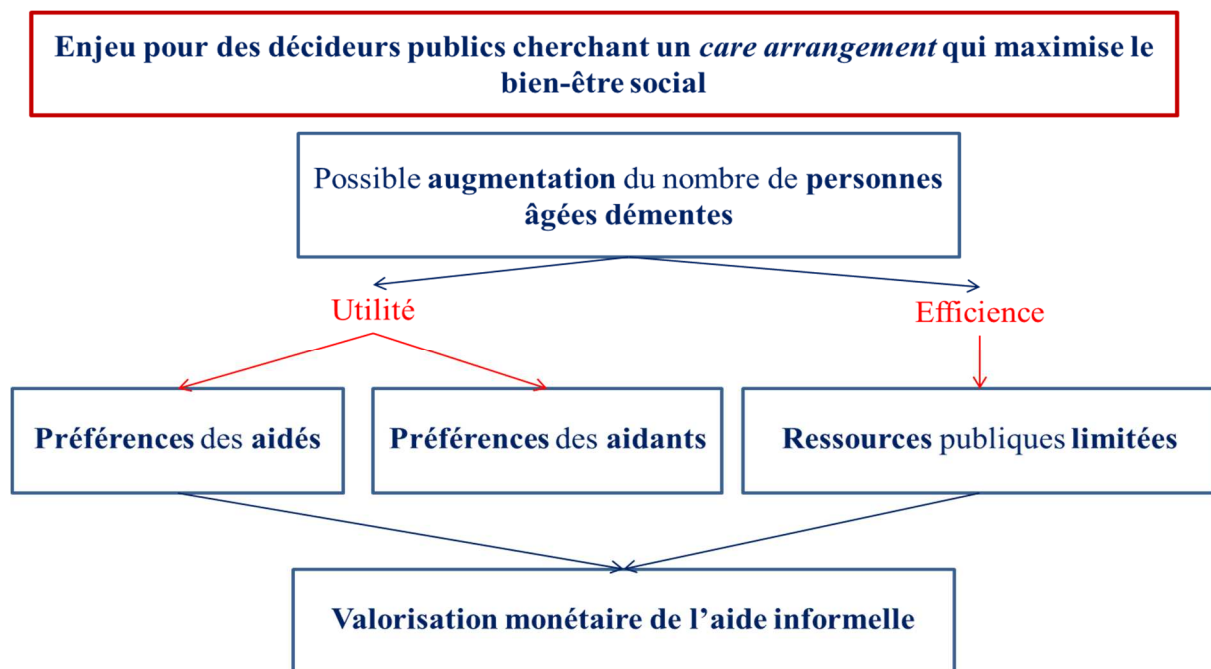 Enjeu pour des décideurs publics cherchant un care arrangement qui maximise le
bien-être social
Possible augmentation du nombre de personnes
âgées démentes
Utilité
Efficience
Préférences des aidés
Préférences des aidants
Ressources publiques limitées
Valorisation monétaire de l’aide informelle